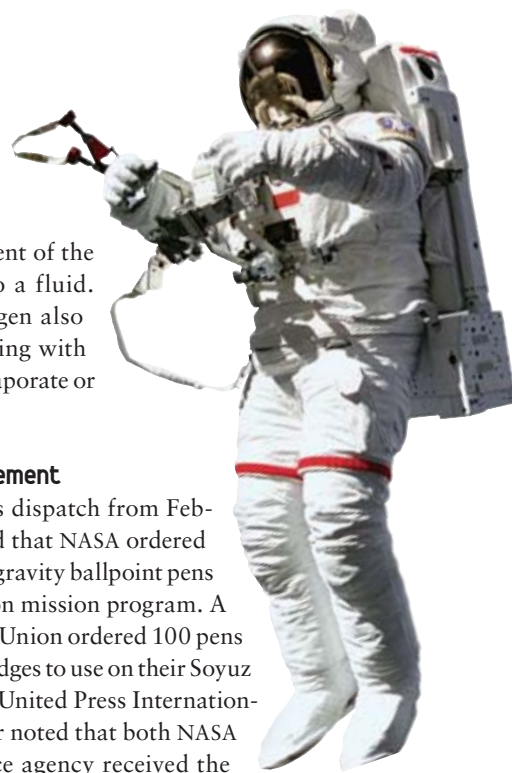 ent of the
o a fluid.
gen also
ing with
aporate or
ement
s dispatch from Feb-
d that NASA ordered
gravity ballpoint pens
on mission program. A
Union ordered 100 pens
dges to use on their Soyuz
United Press Internation-
r noted that both NASA
ce agency received the